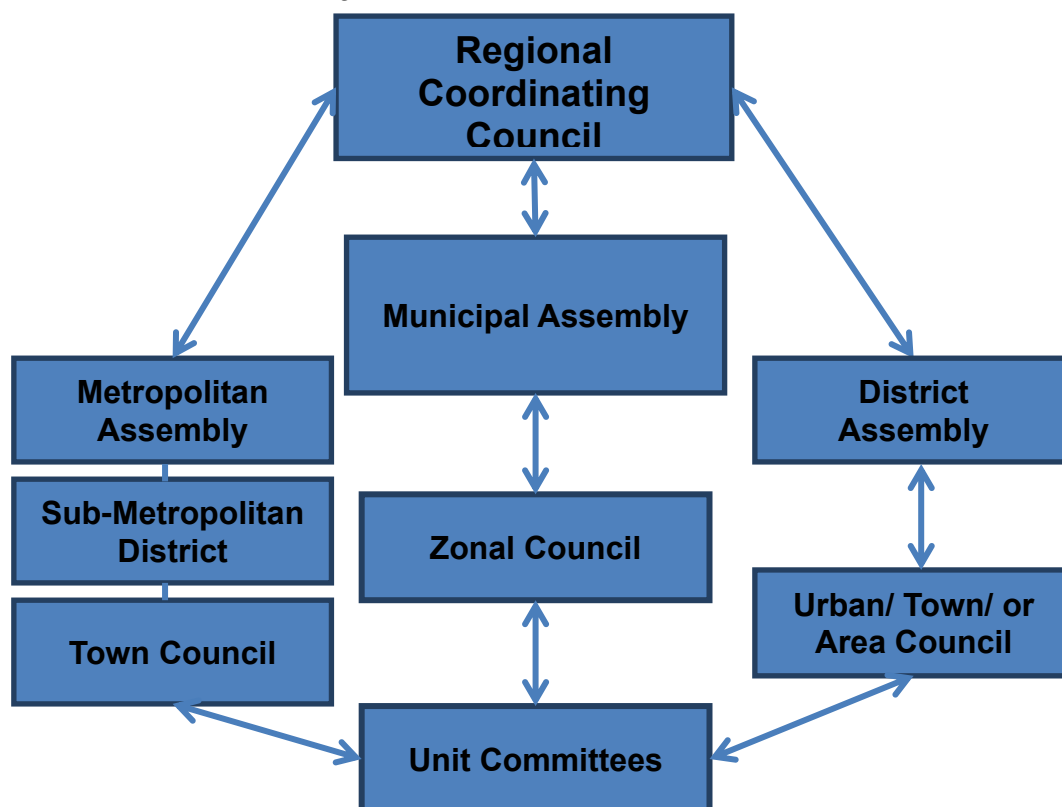 Regional
Coordinating
Council
Municipal Assembly
Metropolitan
Assembly
District
Assembly
Sub-Metropolitan
District
Zonal Council
Urban/ Town/ or
Area Council
Town Council
Unit Committees